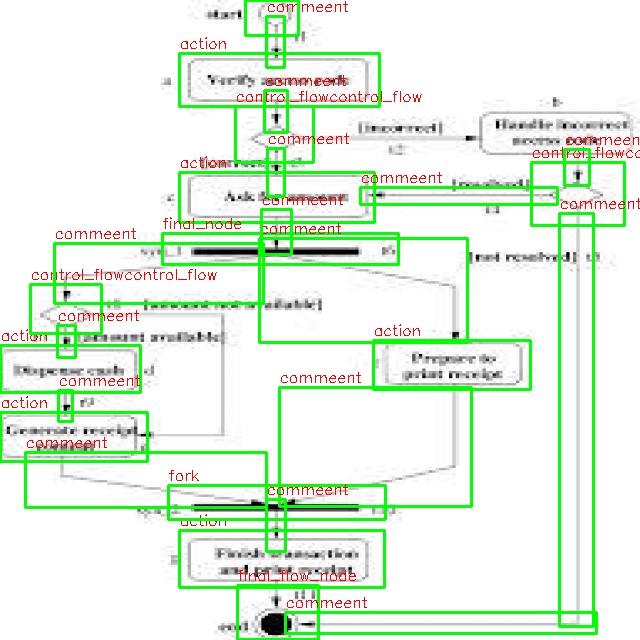 start
commeent
action
Verify
commeent
control_flowcontrol_flow
commeent
[incorrect]
Handle incorrect
access code
control_flowco
action
Ask
commeent
[resolved]
commeent
commeent
commeent
final_node
commeent
[not resolved]
commeent
control_flowcontrol_flow
[amount not available]
commeent
[amount available]
action
Dispense cash
action
Prepare to
print receipt
commeent
commeent
action
Generate receipt
commeent
fork
commeent
action
Finish transaction
and print receipt
final_flow_node
commeent
end